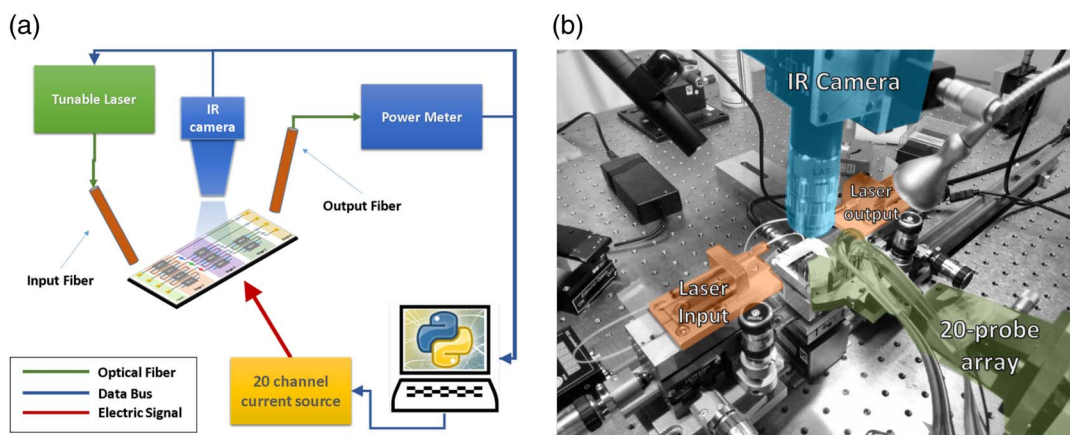 (a)
Tunable Laser
IR
camera
Power Meter
Output Fiber
Input Fiber
20 channel
current source
Optical Fiber
Data Bus
Electric Signal
(b)
IR Camera
Laser
output
Laser
Input
20-probe
array